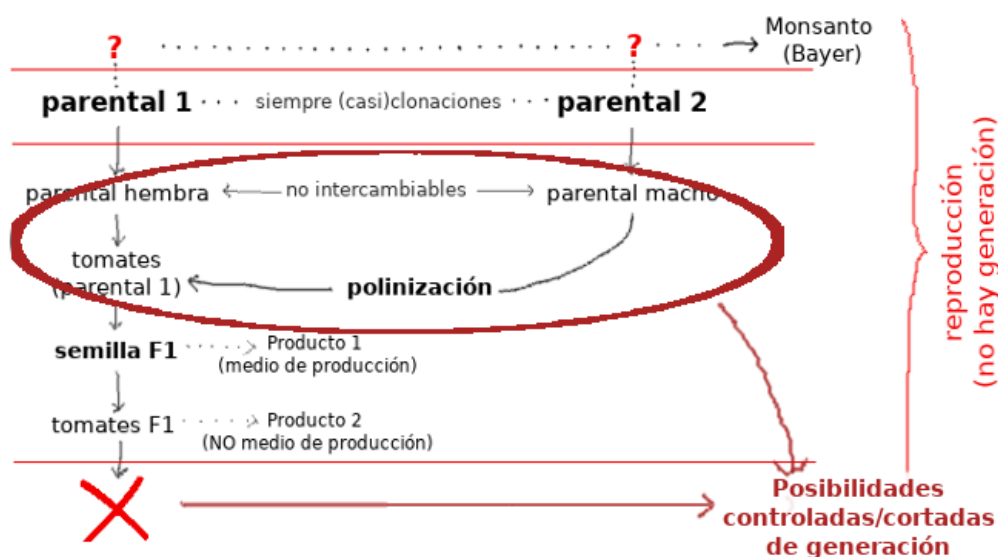 ? ? Monsanto
(Bayer)
parental 1 siempre (casi)clonaciones parental 2
parental hembra no intercambiables parental macho
tomates
(parental 1) polinización
semilla F1 Producto 1
(medio de producción)
tomates F1 Producto 2
(NO medio de producción)
reproducción
(no hay generación)
Posibilidades
controladas/cortadas
de generación